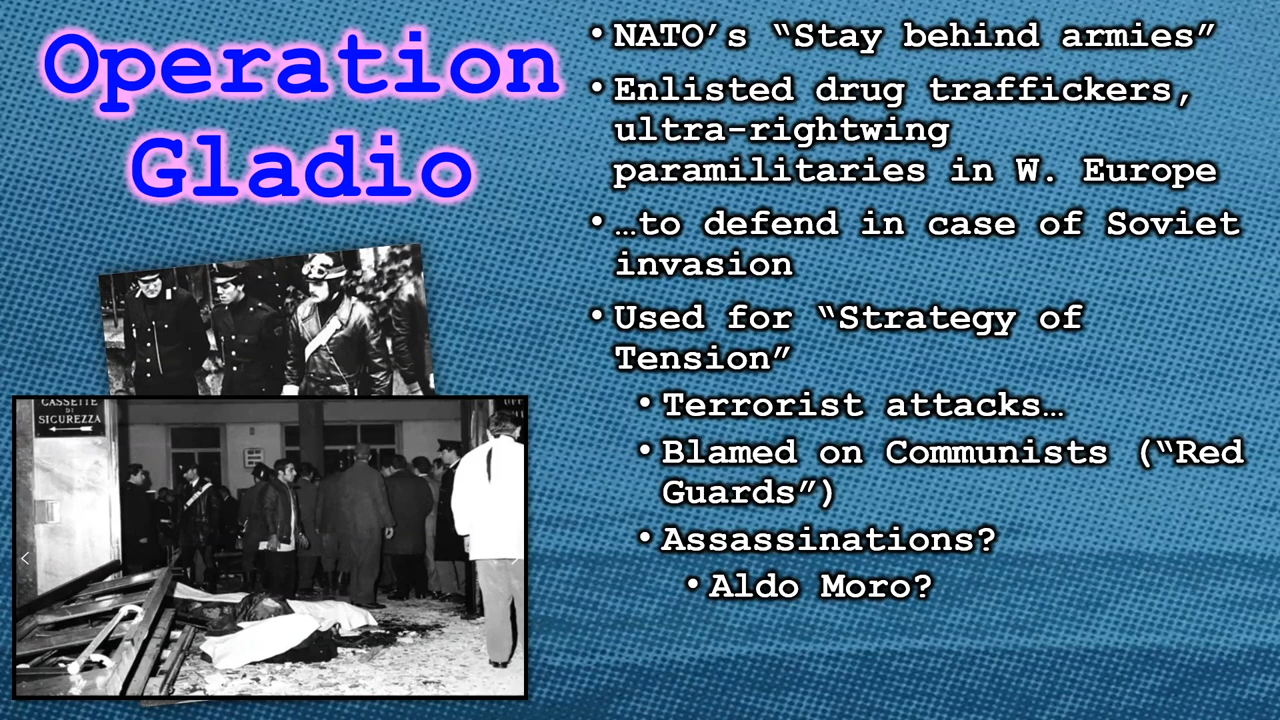 Operation
Gladio
• NATO’s “Stay behind armies”
• Enlisted drug traffickers,
ultra-rightwing
paramilitaries in W. Europe
• …to defend in case of Soviet
invasion
• Used for “Strategy of
Tension”
• Terrorist attacks…
• Blamed on Communists (“Red
Guards”)
• Assassinations?
• Aldo Moro?
CASSETTE
DI
SICUREZZA